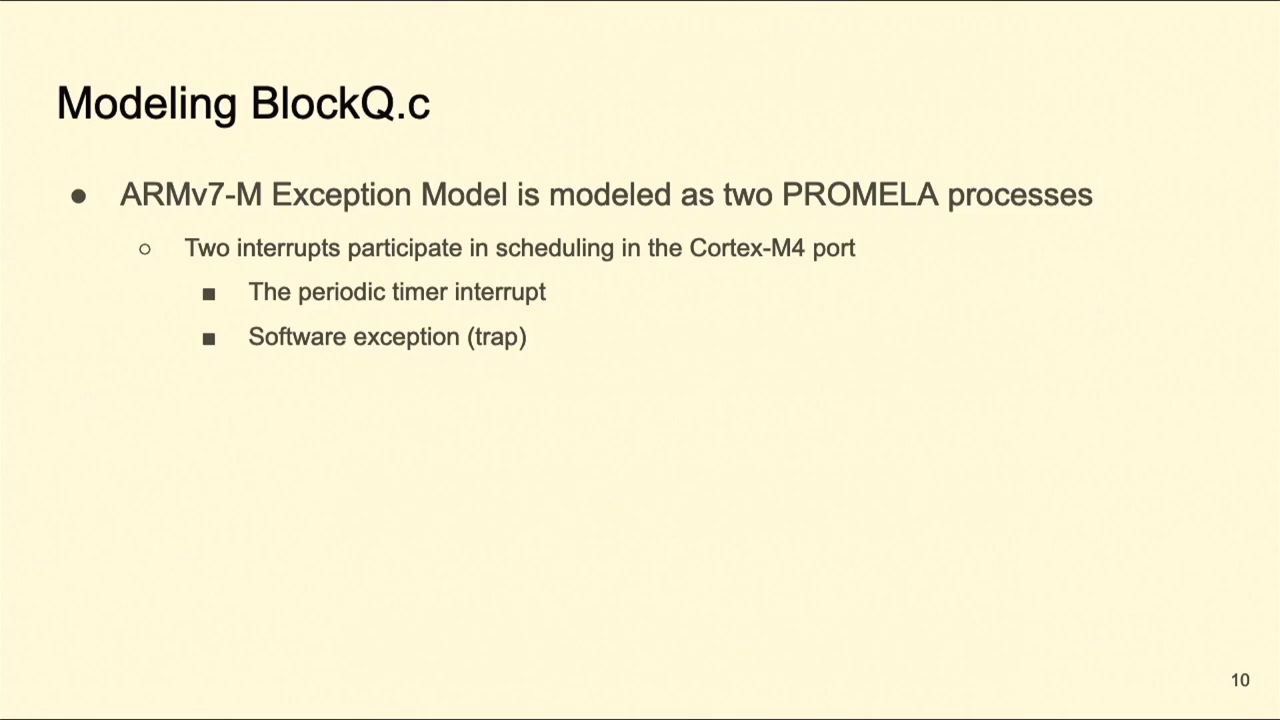 Modeling BlockQ.c
● ARMv7-M Exception Model is modeled as two PROMELA processes
○ Two interrupts participate in scheduling in the Cortex-M4 port
■ The periodic timer interrupt
■ Software exception (trap)
10